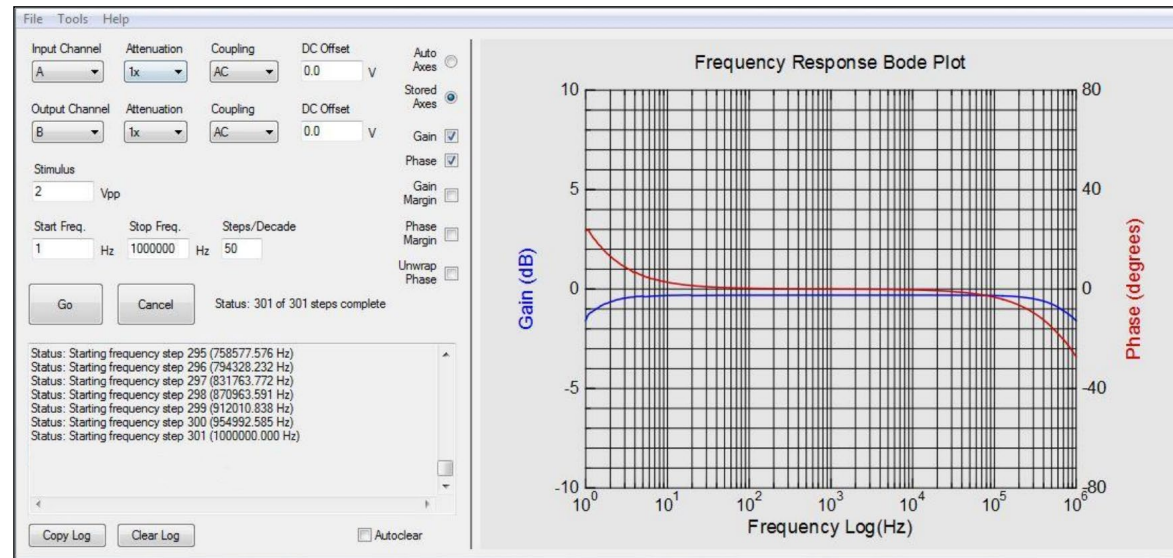 File Tools Help
Input Channel Attenuation Coupling DC Offset
A 1x AC 0.0 V
Output Channel Attenuation Coupling DC Offset
B 1x AC 0.0 V
Stimulus
2 Vpp
Start Freq. Stop Freq. Steps/Decade
1 Hz 1000000 Hz 50
Go Cancel Status: 301 of 301 steps complete
Auto
Axes
Stored
Axes
Gain
Phase
Gain
Margin
Phase
Margin
Unwrap
Phase
Status: Starting frequency step 295 (758577.576 Hz)
Status: Starting frequency step 296 (794328.232 Hz)
Status: Starting frequency step 297 (831763.772 Hz)
Status: Starting frequency step 298 (870963.591 Hz)
Status: Starting frequency step 299 (912010.838 Hz)
Status: Starting frequency step 300 (954992.585 Hz)
Status: Starting frequency step 301 (1000000.000 Hz)
Copy Log Clear Log Autoclear
Frequency Response Bode Plot
10 80
5 40
0 0
-5 -40
-10 -80
Gain (dB)
Phase (degrees)
10^0 10^1 10^2 10^3 10^4 10^5 10^6
Frequency Log(Hz)